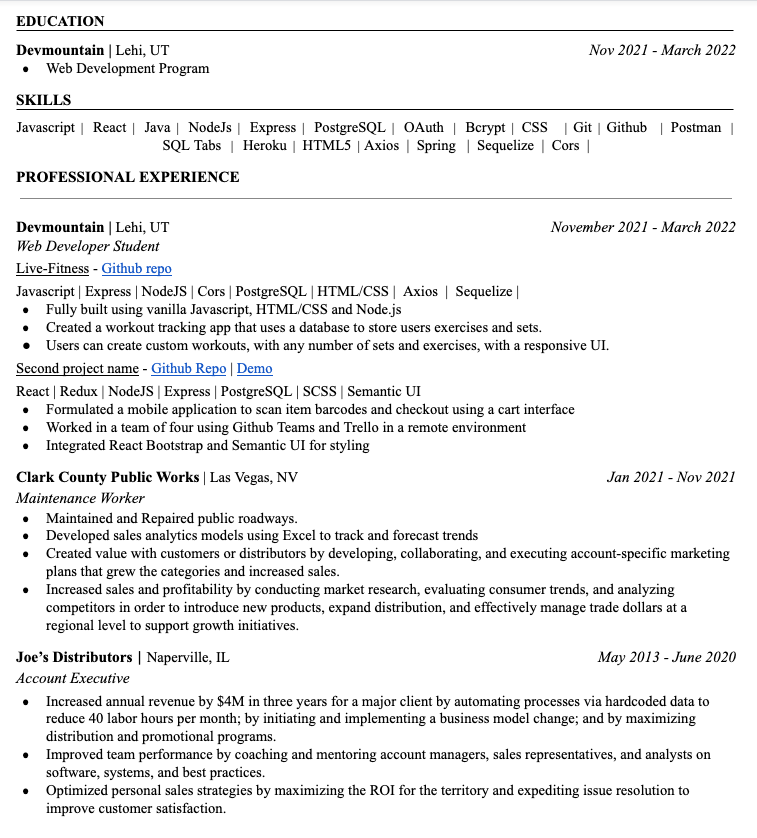 EDUCATION
Devmountain | Lehi, UT Nov 2021 - March 2022
● Web Development Program
SKILLS
Javascript | React | Java | NodeJs | Express | PostgreSQL | OAuth | Bcrypt | CSS | Git | Github | Postman |
SQL Tabs | Heroku | HTML5 | Axios | Spring | Sequelize | Cors |
PROFESSIONAL EXPERIENCE
Devmountain | Lehi, UT November 2021 - March 2022
Web Developer Student
Live-Fitness - Github repo
Javascript | Express | NodeJS | Cors | PostgreSQL | HTML/CSS | Axios | Sequelize |
● Fully built using vanilla Javascript, HTML/CSS and Node.js
● Created a workout tracking app that uses a database to store users exercises and sets.
● Users can create custom workouts, with any number of sets and exercises, with a responsive UI.
Second project name - Github Repo | Demo
React | Redux | NodeJS | Express | PostgreSQL | SCSS | Semantic UI
● Formulated a mobile application to scan item barcodes and checkout using a cart interface
● Worked in a team of four using Github Teams and Trello in a remote environment
● Integrated React Bootstrap and Semantic UI for styling
Clark County Public Works | Las Vegas, NV Jan 2021 - Nov 2021
Maintenance Worker
● Maintained and Repaired public roadways.
● Developed sales analytics models using Excel to track and forecast trends
● Created value with customers or distributors by developing, collaborating, and executing account-specific marketing
plans that grew the categories and increased sales.
● Increased sales and profitability by conducting market research, evaluating consumer trends, and analyzing
competitors in order to introduce new products, expand distribution, and effectively manage trade dollars at a
regional level to support growth initiatives.
Joe's Distributors | Naperville, IL May 2013 - June 2020
Account Executive
● Increased annual revenue by $4M in three years for a major client by automating processes via hardcoded data to
reduce 40 labor hours per month; by initiating and implementing a business model change; and by maximizing
distribution and promotional programs.
● Improved team performance by coaching and mentoring account managers, sales representatives, and analysts on
software, systems, and best practices.
● Optimized personal sales strategies by maximizing the ROI for the territory and expediting issue resolution to
improve customer satisfaction.